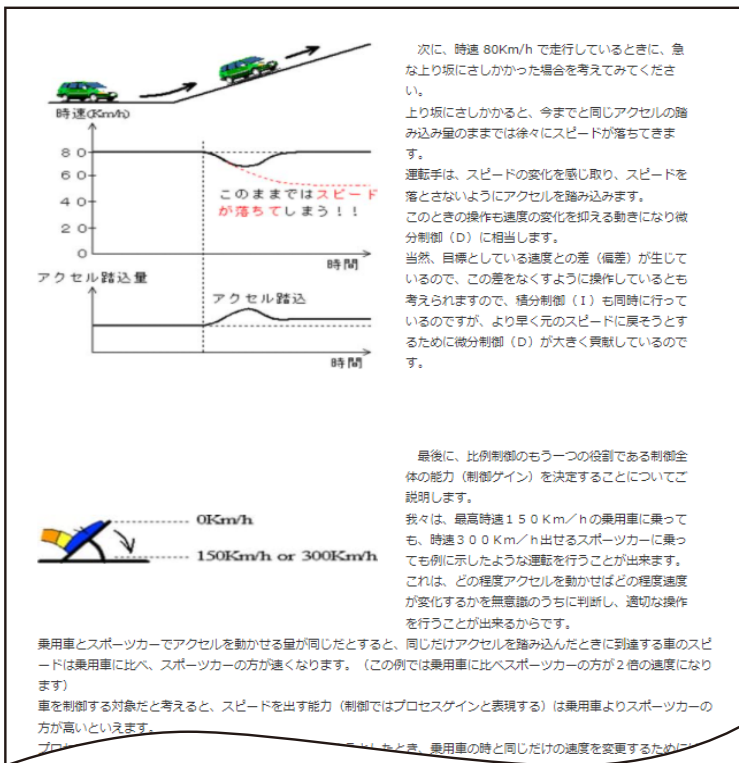 次に、時速 80Km/h で走行しているときに、急
な上り坂にさしかかった場合を考えてみてくださ
い。
上り坂にさしかかると、今までと同じアクセルの踏
み込み量のままでは徐々にスピードが落ちてきま
す。
運転手は、スピードの変化を感じ取り、スピードを
落とさないようにアクセルを踏み込みます。
このときの操作も速度の変化を抑える動きになり微
分制御（D）に相当します。
当然、目標としている速度との差（偏差）が生じて
いるので、この差をなくすように操作しているとも
考えられますので、積分制御（I）も同時に行って
いるのですが、より早く元のスピードに戻そうとす
るために微分制御（D）が大きく貢献しているので
す。
時速(Km/h)
８０
６０
４０
２０
０
このままではスピード
が落ちてしまう！！
時間
アクセル踏込量
アクセル踏込
時間
最後に、比例制御のもう一つの役割である制御全
体の能力（制御ゲイン）を決定することについてご
説明します。
我々は、最高時速１５０Ｋｍ／ｈの乗用車に乗って
も、時速３００Ｋｍ／ｈ出せるスポーツカーに乗っ
ても例に示したような運転を行うことが出来ます。
これは、どの程度アクセルを動かせばどの程度速度
が変化するかを無意識のうちに判断し、適切な操作
を行うことが出来るからです。
0Km/h
150Km/h or 300Km/h
乗用車とスポーツカーでアクセルを動かせる量が同じだとすると、同じだけアクセルを踏み込んだときに到達する車のスピ
ードは乗用車に比べ、スポーツカーの方が速くなります。（この例では乗用車に比べスポーツカーの方が２倍の速度になり
ます）
車を制御する対象だと考えると、スピードを出す能力（制御ではプロセスゲインと表現する）は乗用車よりスポーツカーの
方が高いといえます。
としたとき、乗用車の時と同じだけの速度を変更するために